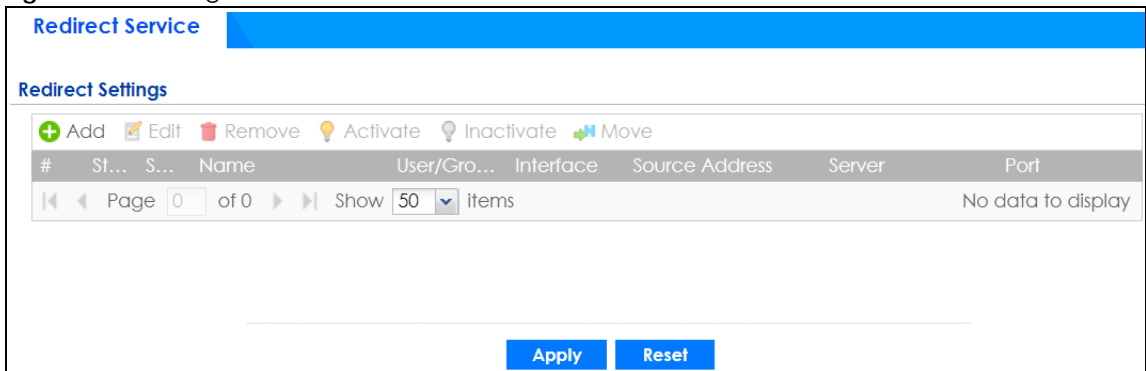 Redirect Service
Redirect Settings
Add Edit Remove Activate Inactivate Move
# St... S... Name User/Gro... Interface Source Address Server Port
Page 0 of 0 Show 50 items No data to display
Apply Reset